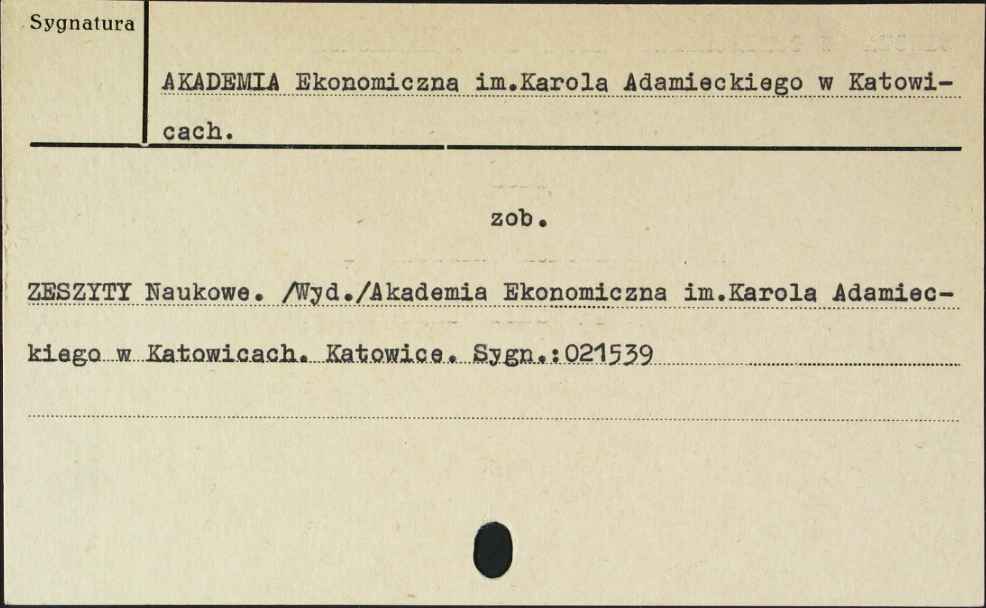 Sygnatura
AKADEMIA Ekonomiczna im.Karola Adamieckiego w Katowi-
cach.
zob.
ZESZYTY Naukowe. /Wyd./Akademia Ekonomiczna im.Karola Adamiec-
kiego w Katowicach. Katowice. Sygn.:021539